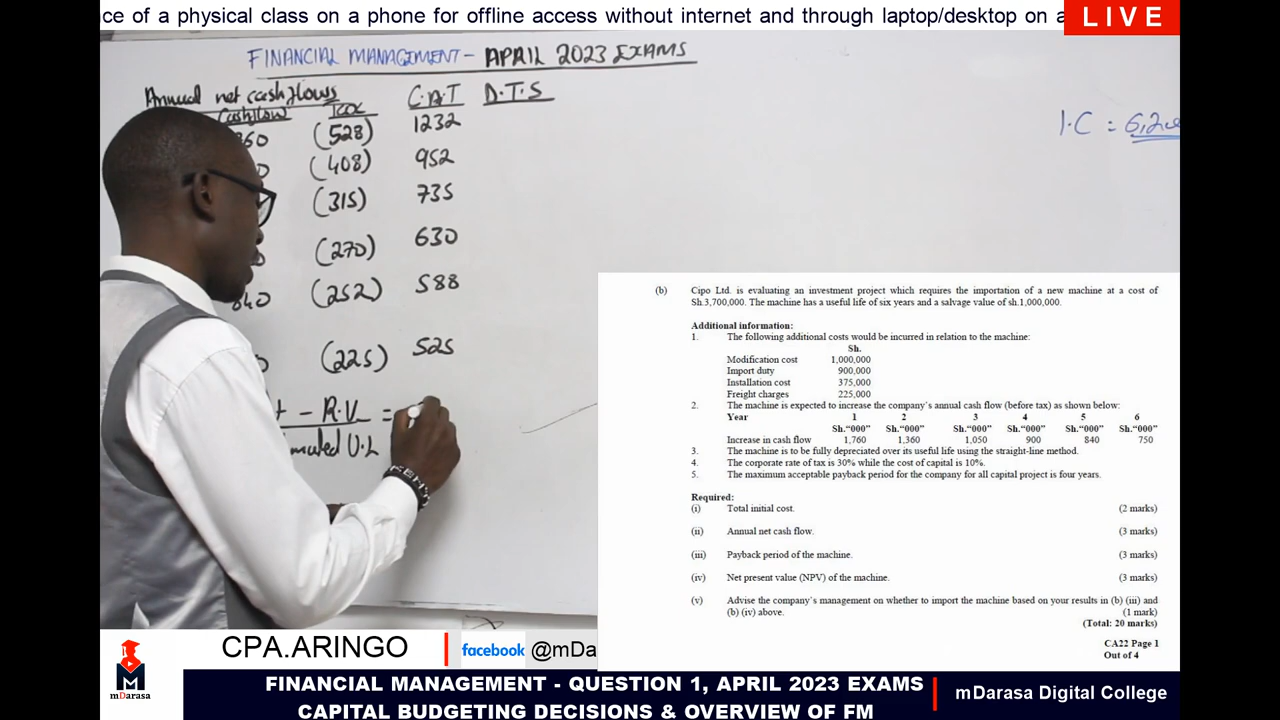 ce of a physical class on a phone for offline access without internet and through laptop/desktop on a
LIVE
FINANCIAL MANAGEMENT - APRIL 2023 EXAMS
Annual net cashflows
Cashflow Tax C.A.T D.T.S
(528) 1232
(408) 952
(315) 735
(270) 630
840 (252) 588
(225) 525
- R.V =
U.L
I.C =
(b) Cipo Ltd. is evaluating an investment project which requires the importation of a new machine at a cost of
Sh.3,700,000. The machine has a useful life of six years and a salvage value of sh.1,000,000.
Additional information:
1. The following additional costs would be incurred in relation to the machine:
Sh.
Modification cost 1,000,000
Import duty 900,000
Installation cost 375,000
Freight charges 225,000
2. The machine is expected to increase the company's annual cash flow (before tax) as shown below:
Year 1 2 3 4 5 6
Sh."000" Sh."000" Sh."000" Sh."000" Sh."000" Sh."000"
Increase in cash flow 1,760 1,360 1,050 900 840 750
3. The machine is to be fully depreciated over its useful life using the straight-line method.
4. The corporate rate of tax is 30% while the cost of capital is 10%.
5. The maximum acceptable payback period for the company for all capital project is four years.
Required:
(i) Total initial cost. (2 marks)
(ii) Annual net cash flow. (3 marks)
(iii) Payback period of the machine. (3 marks)
(iv) Net present value (NPV) of the machine. (3 marks)
(v) Advise the company's management on whether to import the machine based on your results in (b) (iii) and
(b) (iv) above. (1 mark)
(Total: 20 marks)
CA22 Page 1
Out of 4
CPA.ARINGO
facebook @mDa
mDarasa
FINANCIAL MANAGEMENT - QUESTION 1, APRIL 2023 EXAMS
CAPITAL BUDGETING DECISIONS & OVERVIEW OF FM
mDarasa Digital College